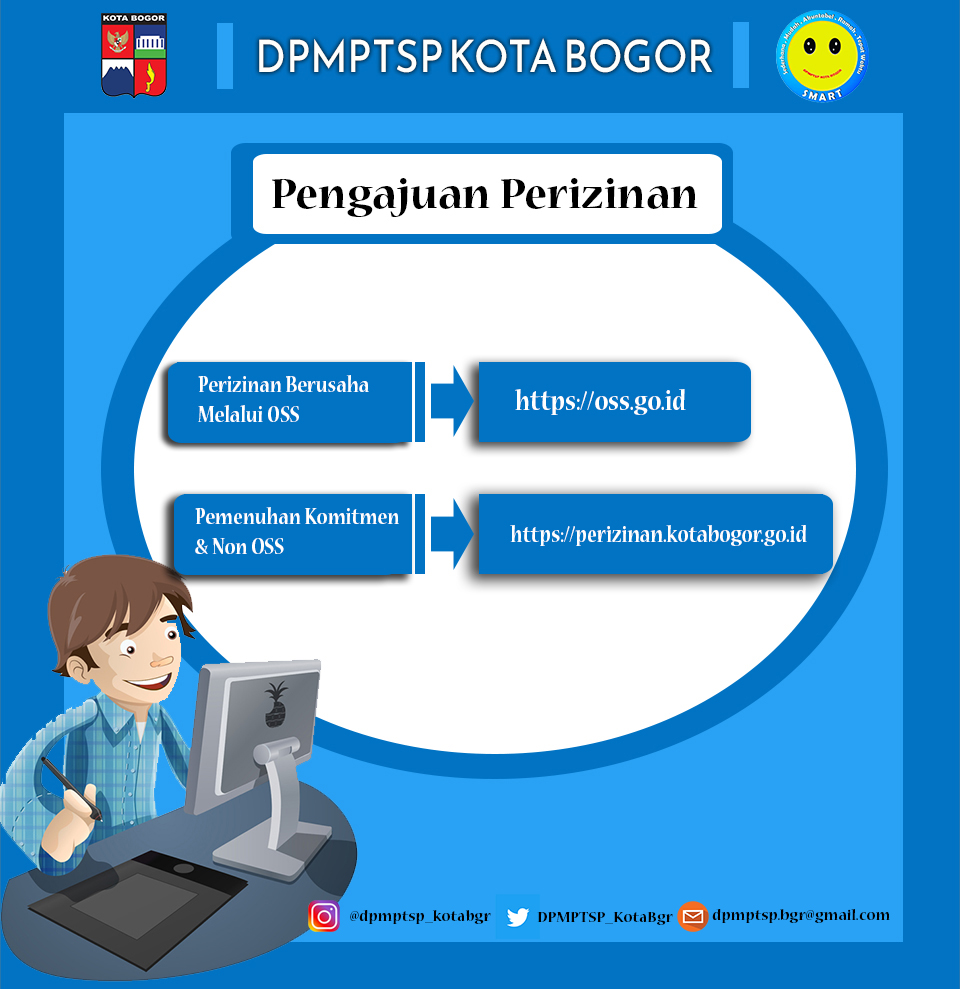 KOTA BOGOR
DPMPTSP KOTA BOGOR
Sederhana - Mudah - Akuntabel - Ramah - Tepat Waktu
DPMPTSP KOTA BOGOR
SMART
Pengajuan Perizinan
Perizinan Berusaha
Melalui OSS
https://oss.go.id
Pemenuhan Komitmen
& Non OSS
https://perizinan.kotabogor.go.id
@dpmptsp_kotabgr
DPMPTSP_KotaBgr
dpmptsp.bgr@gmail.com